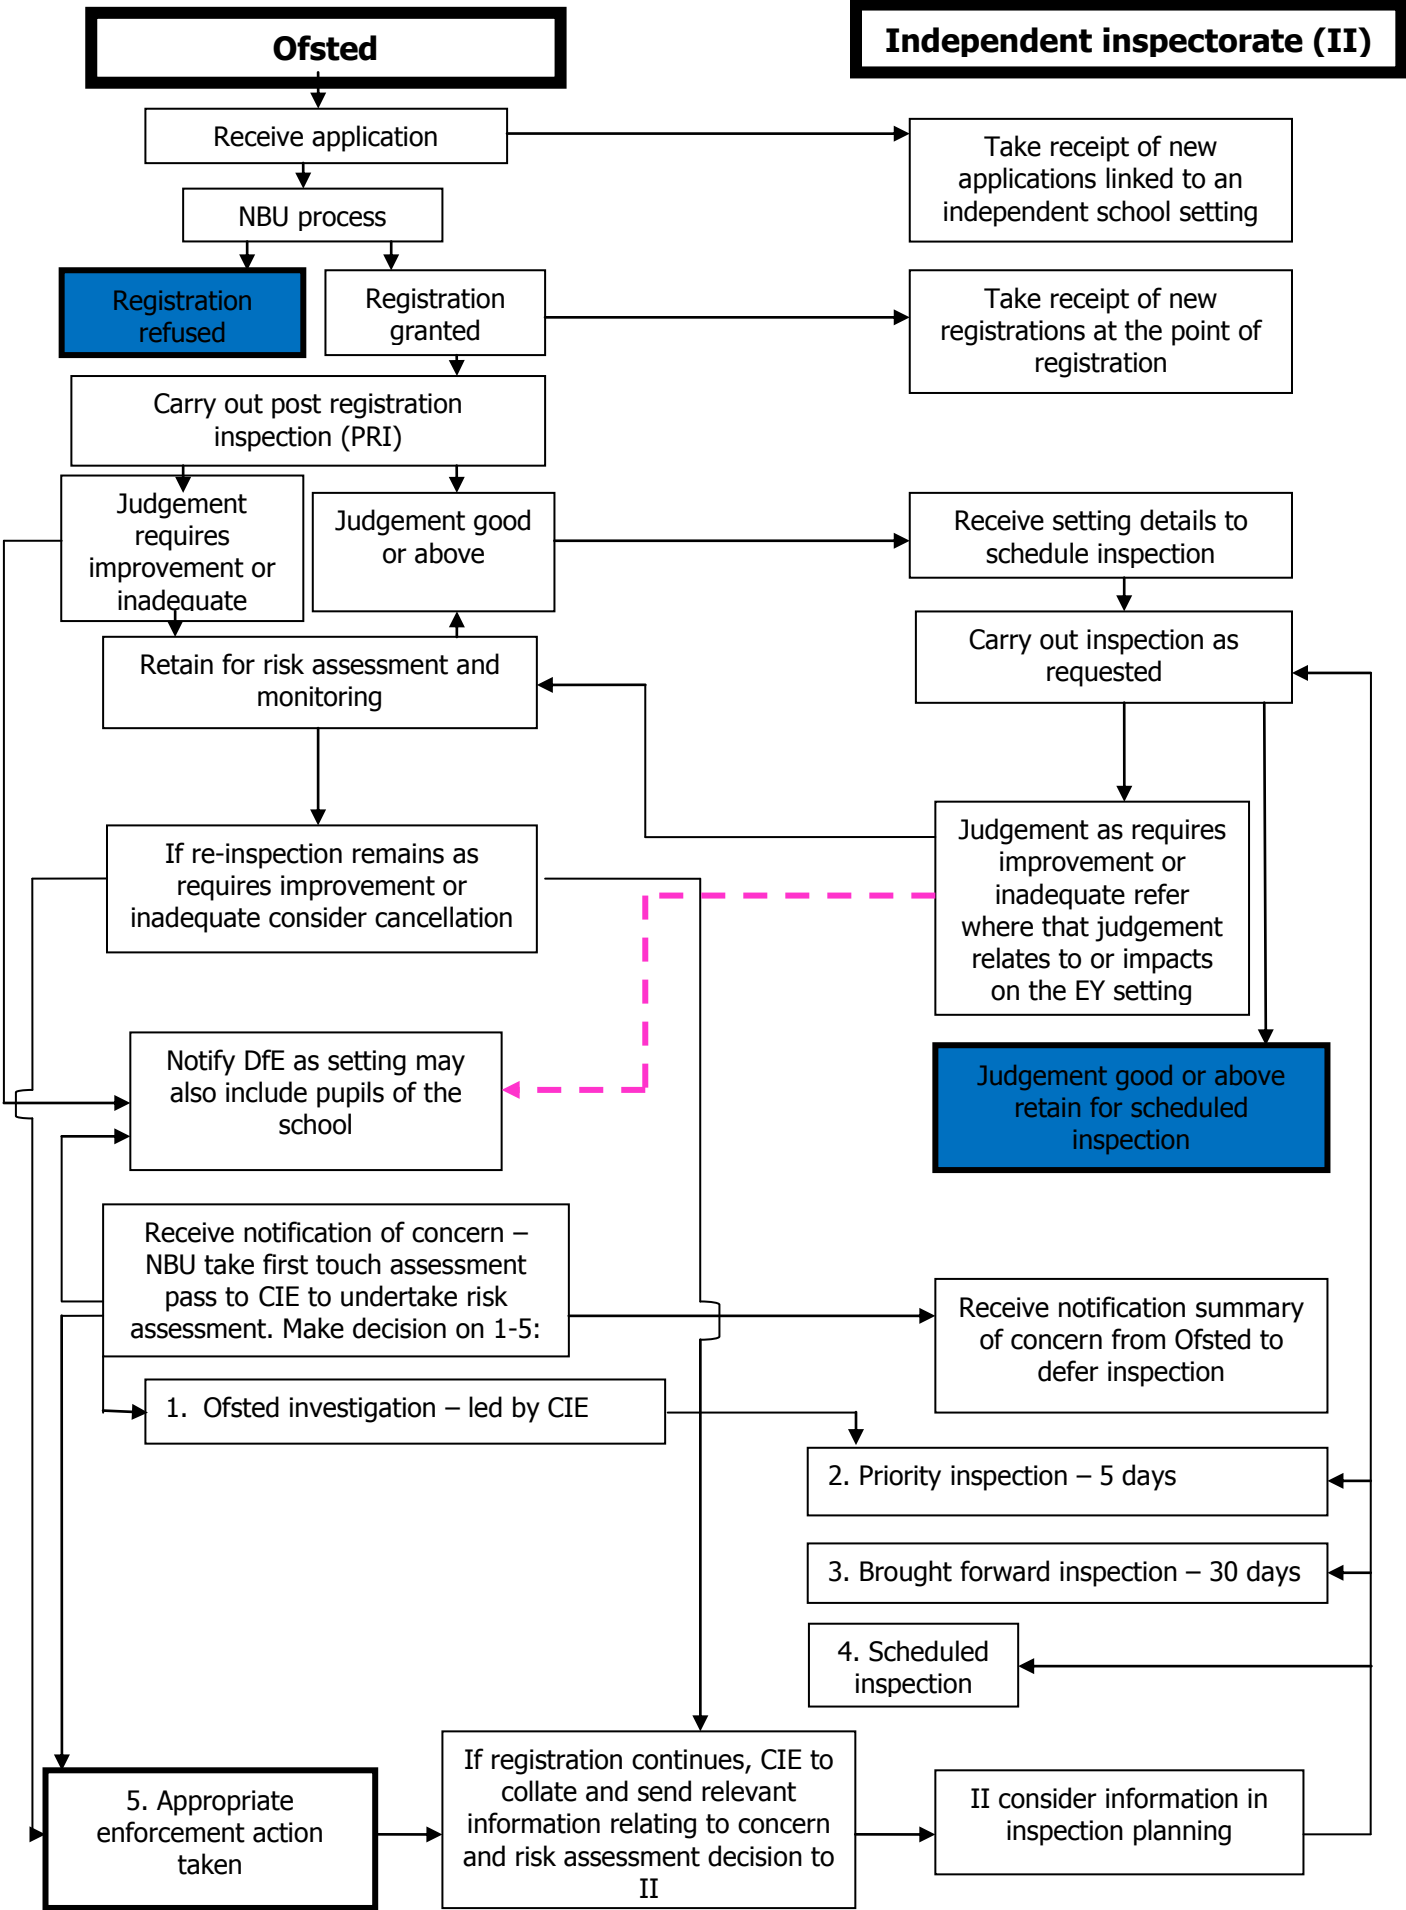 Ofsted
Independent inspectorate (II)
Receive application
Take receipt of new
applications linked to an
independent school setting
NBU process
Registration
refused
Registration
granted
Take receipt of new
registrations at the point of
registration
Carry out post registration
inspection (PRI)
Judgement
requires
improvement or
inadequate
Judgement good
or above
Receive setting details to
schedule inspection
Carry out inspection as
requested
Retain for risk assessment and
monitoring
If re-inspection remains as
requires improvement or
inadequate consider cancellation
Judgement as requires
improvement or
inadequate refer
where that judgement
relates to or impacts
on the EY setting
Notify DfE as setting may
also include pupils of the
school
Judgement good or above
retain for scheduled
inspection
Receive notification of concern –
NBU take first touch assessment
pass to CIE to undertake risk
assessment. Make decision on 1-5:
Receive notification summary
of concern from Ofsted to
defer inspection
1. Ofsted investigation – led by CIE
2. Priority inspection – 5 days
3. Brought forward inspection – 30 days
4. Scheduled
inspection
5. Appropriate
enforcement action
taken
If registration continues, CIE to
collate and send relevant
information relating to concern
and risk assessment decision to
II
II consider information in
inspection planning